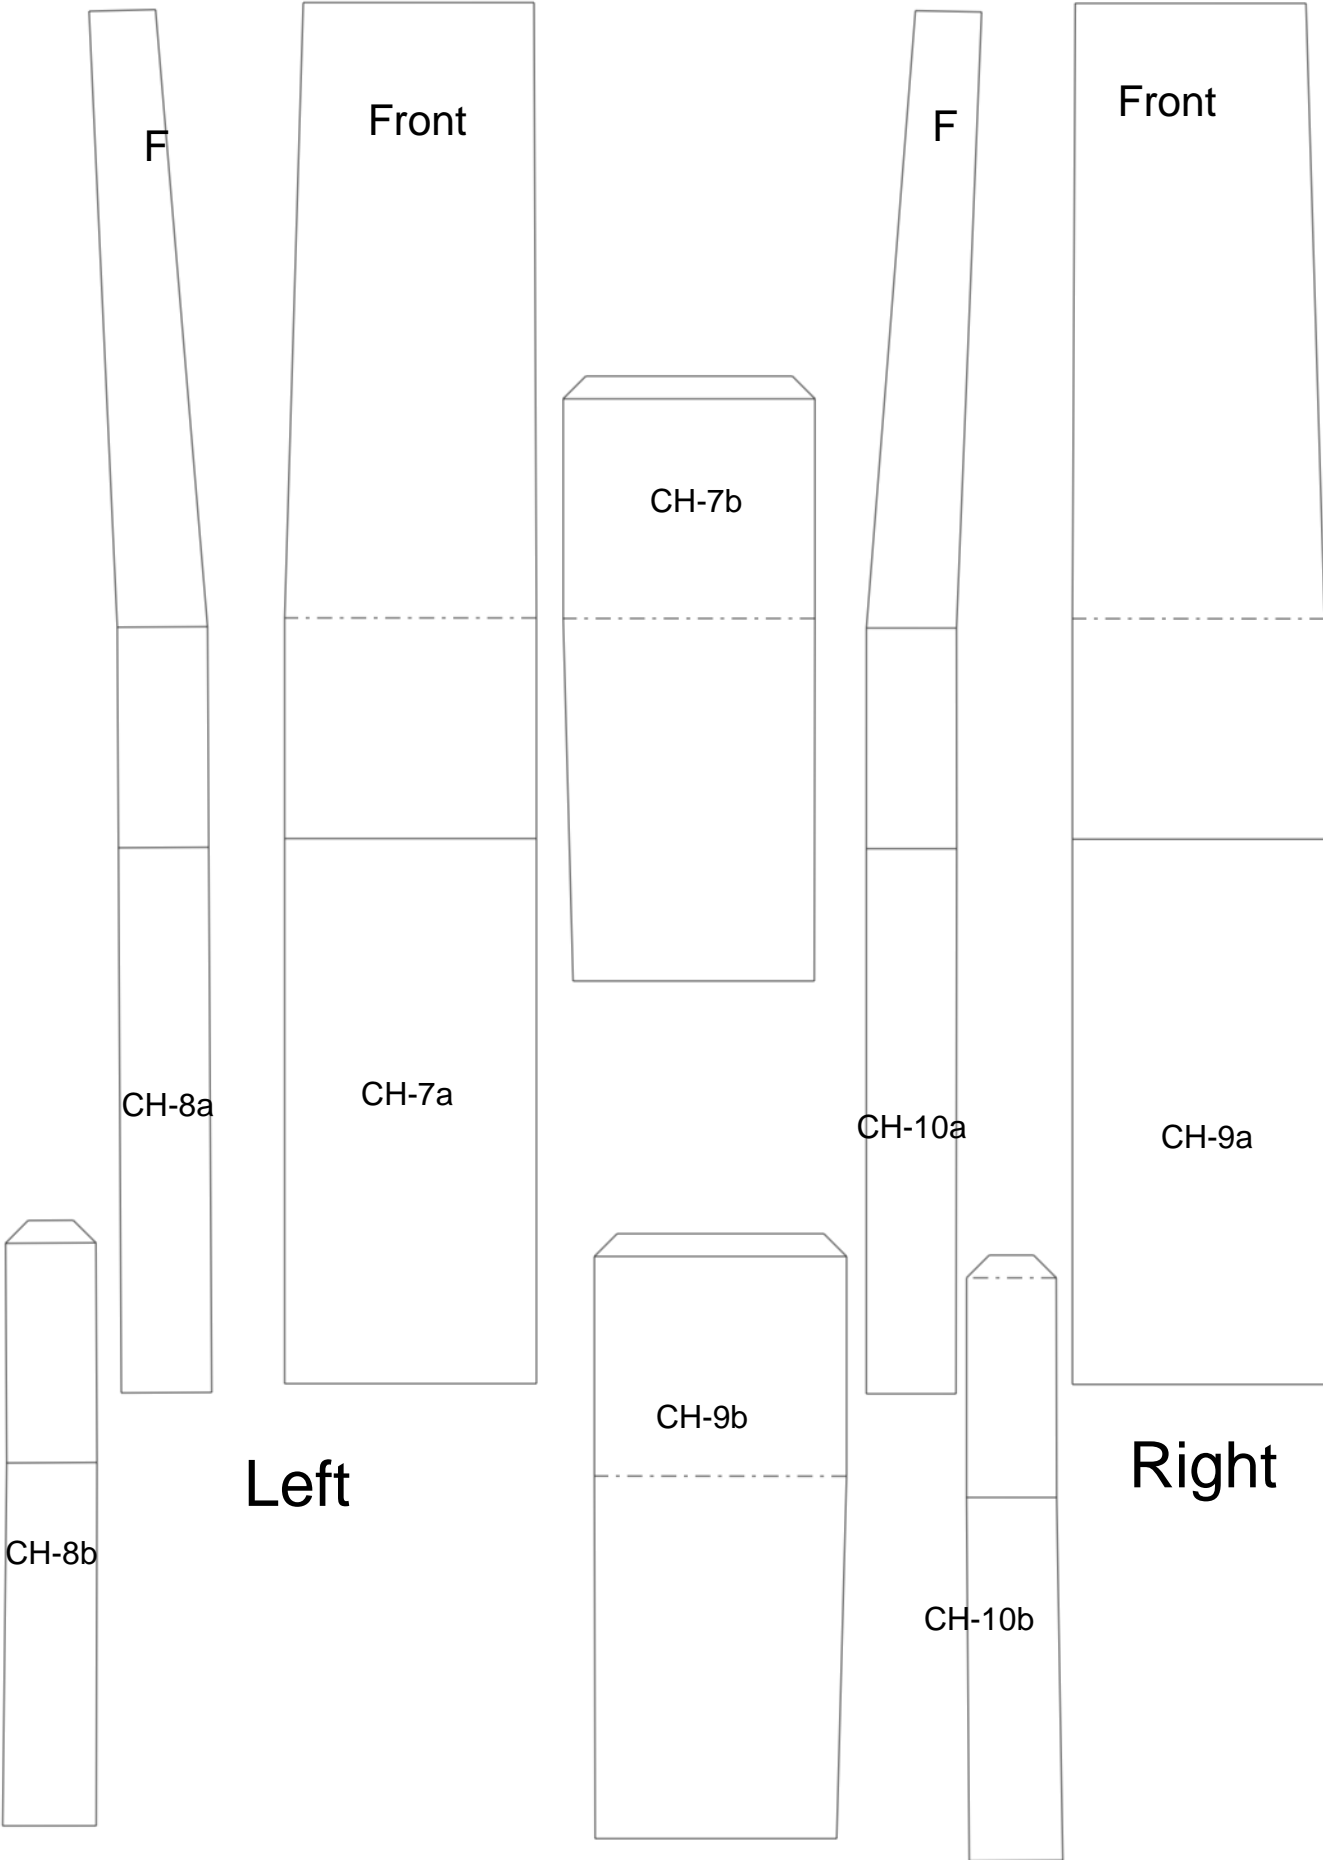 Front
Front
F
F
CH-7b
CH-8a
CH-7a
CH-10a
CH-9a
CH-9b
Left
Right
CH-8b
CH-10b